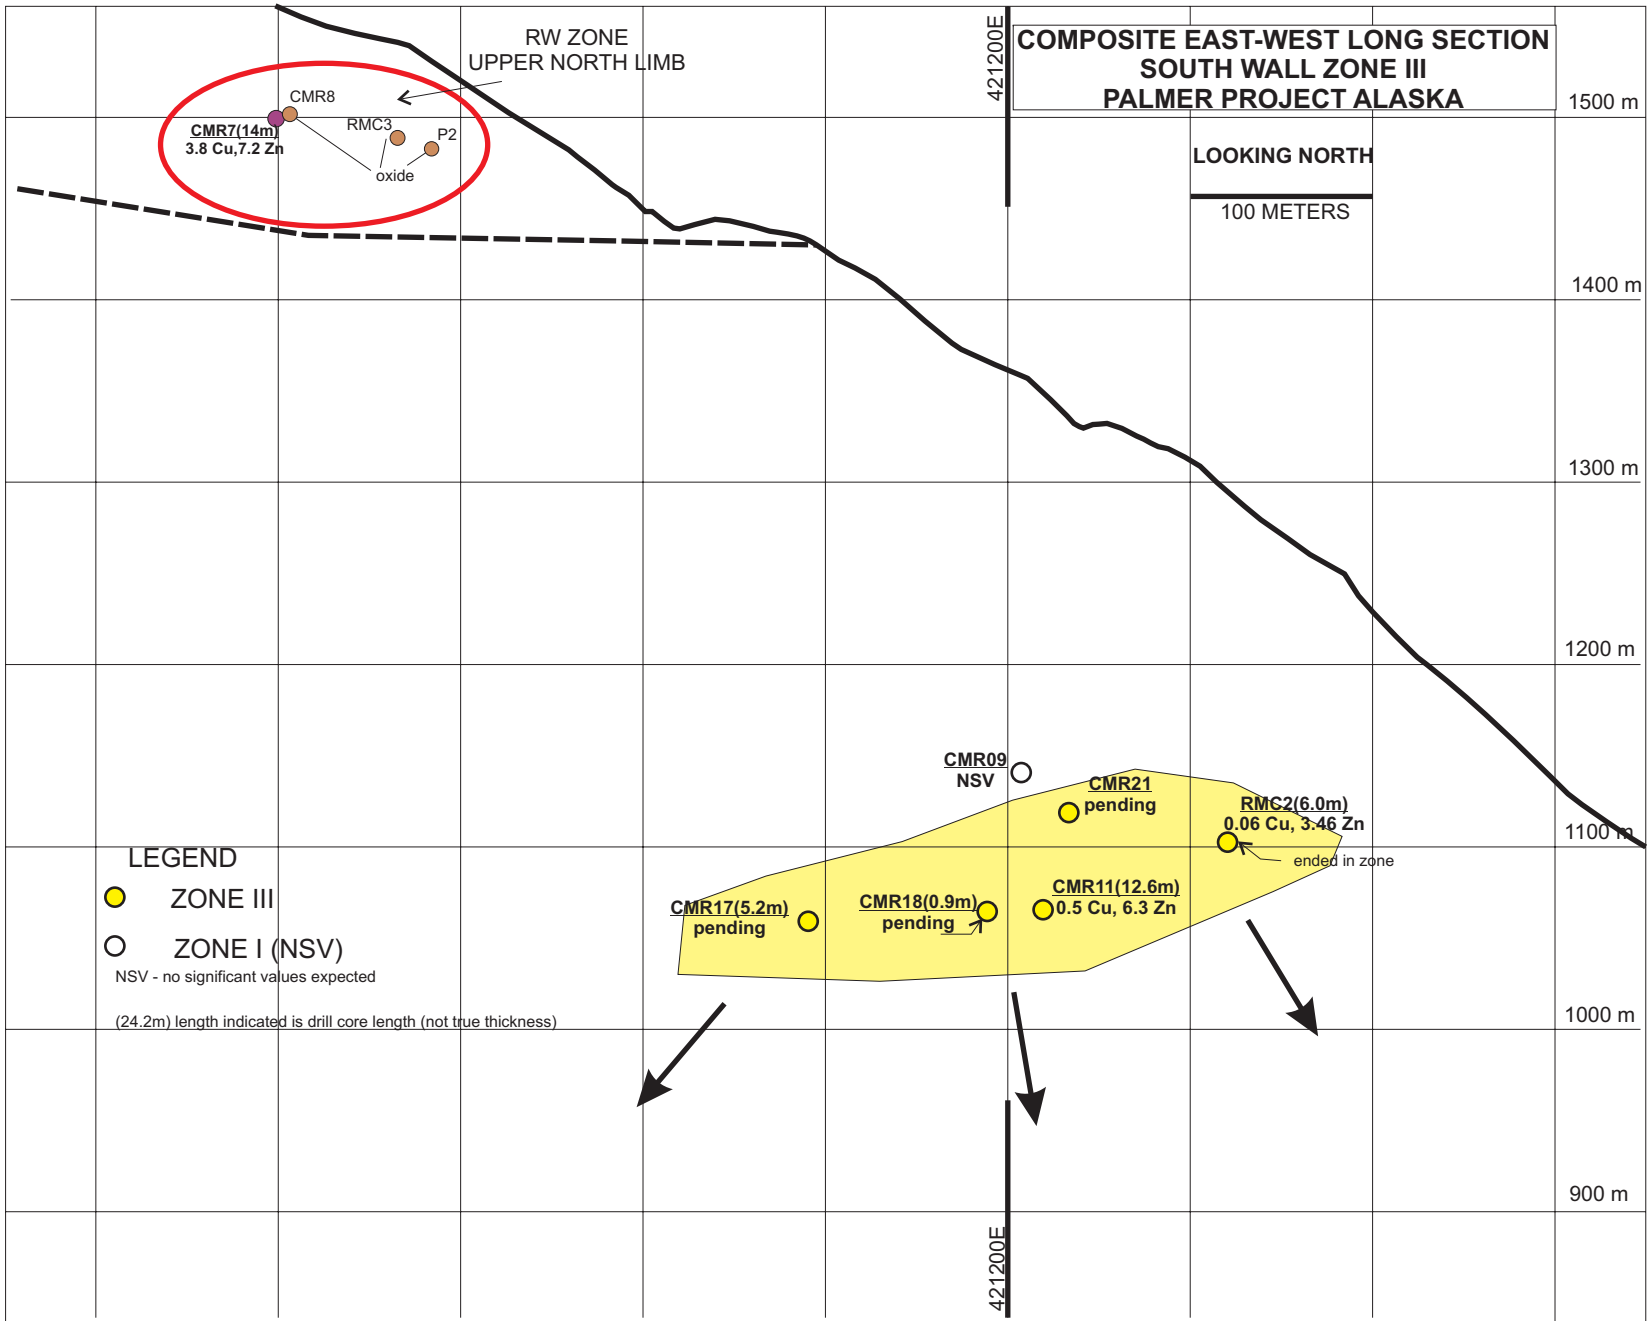 COMPOSITE EAST-WEST LONG SECTION
SOUTH WALL ZONE III
PALMER PROJECT ALASKA
421200E
RW ZONE
UPPER NORTH LIMB
CMR8
CMR7(14m)
3.8 Cu,7.2 Zn
RMC3
P2
oxide
1500 m
LOOKING NORTH
100 METERS
1400 m
1300 m
1200 m
CMR09
NSV
CMR21
pending
RMC2(6.0m)
0.06 Cu, 3.46 Zn
1100 m
ended in zone
CMR17(5.2m)
pending
CMR18(0.9m)
pending
CMR11(12.6m)
0.5 Cu, 6.3 Zn
LEGEND
ZONE III
ZONE I (NSV)
NSV - no significant values expected
(24.2m) length indicated is drill core length (not true thickness)
1000 m
900 m
421200E